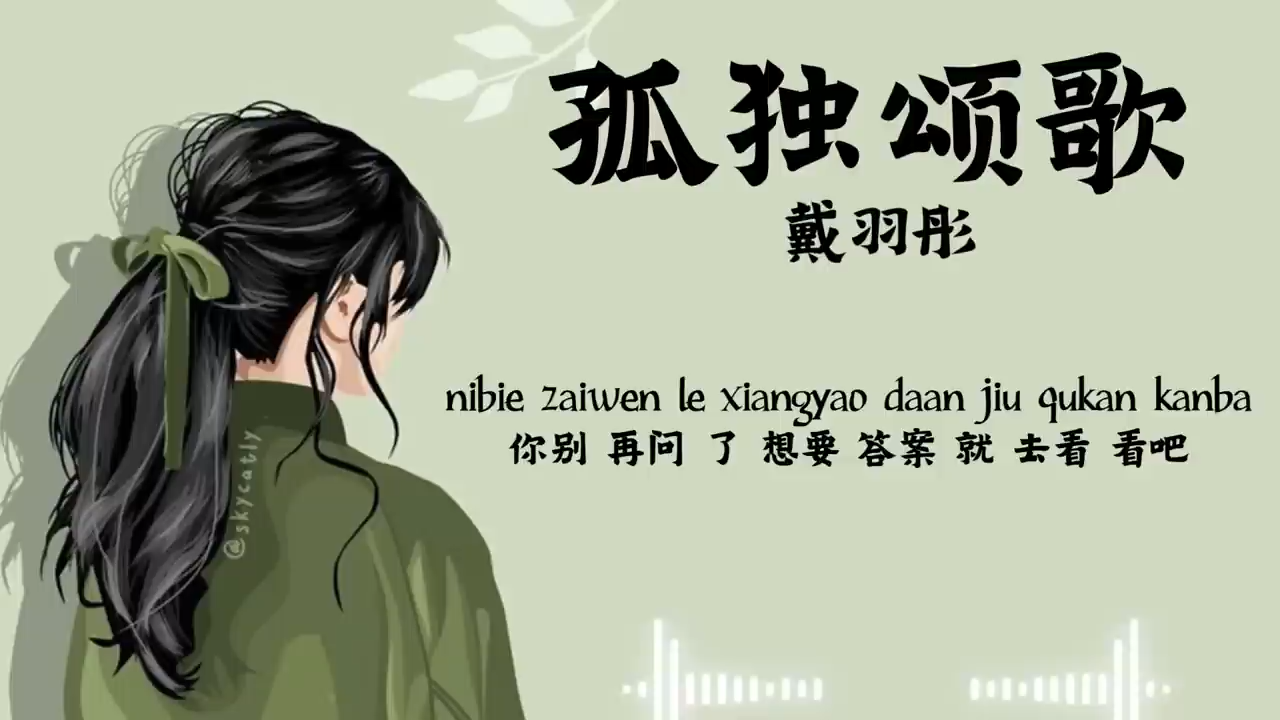 孤独颂歌
戴羽彤
nibie zaiwen le xiangyao daan jiu qukan kanba
你别 再问 了 想要 答案 就 去看 看吧
@skycatly